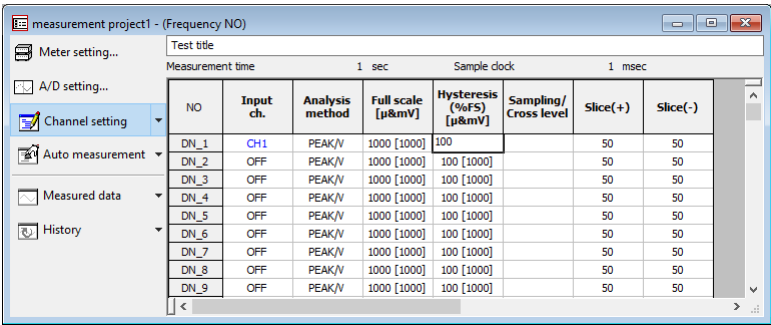 measurement project1 - (Frequency NO)
Meter setting...
A/D setting...
Channel setting
Auto measurement
Measured data
History
Test title
Measurement time 1 sec Sample clock 1 msec
NO Input ch. Analysis method Full scale [μ&mV] Hysteresis (%FS) [μ&mV] Sampling/ Cross level Slice(+) Slice(-)
DN_1 CH1 PEAK/V 1000 [1000] 100 50 50
DN_2 OFF PEAK/V 1000 [1000] 100 [1000] 50 50
DN_3 OFF PEAK/V 1000 [1000] 100 [1000] 50 50
DN_4 OFF PEAK/V 1000 [1000] 100 [1000] 50 50
DN_5 OFF PEAK/V 1000 [1000] 100 [1000] 50 50
DN_6 OFF PEAK/V 1000 [1000] 100 [1000] 50 50
DN_7 OFF PEAK/V 1000 [1000] 100 [1000] 50 50
DN_8 OFF PEAK/V 1000 [1000] 100 [1000] 50 50
DN_9 OFF PEAK/V 1000 [1000] 100 [1000] 50 50